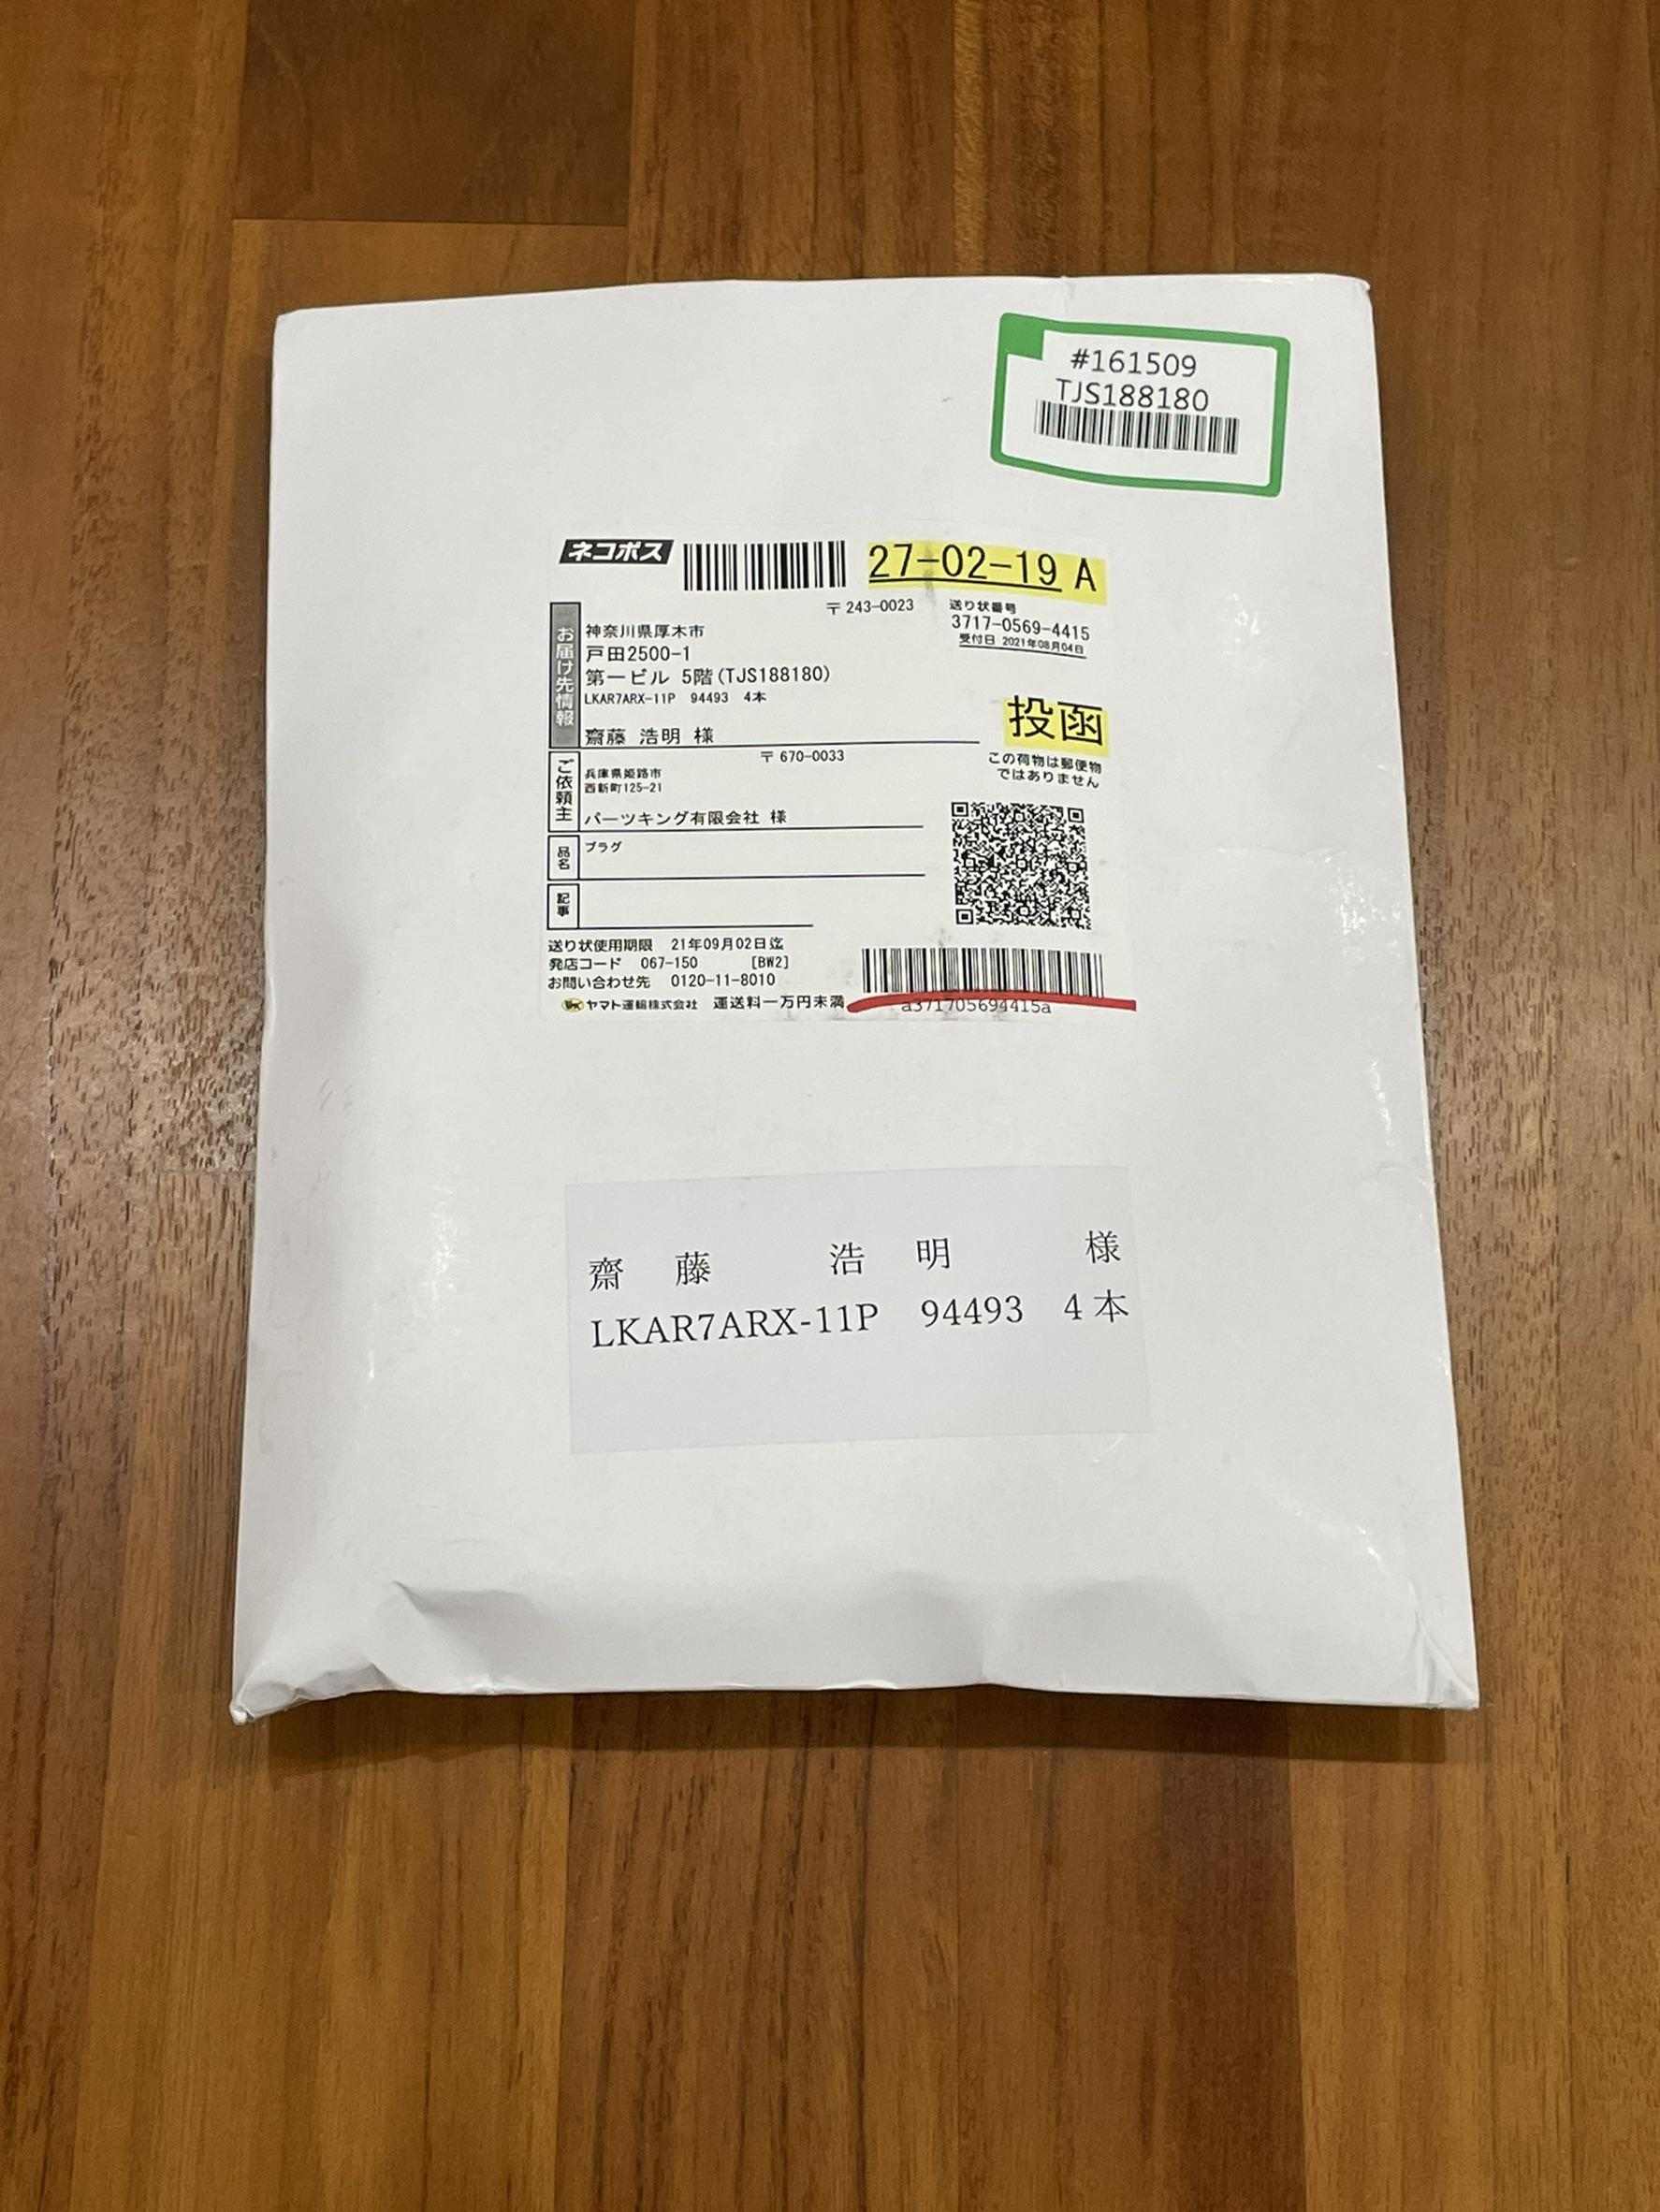 #161509
TJS188180
ネコポス
27-02-19 A
〒243-0023
送り状番号
3717-0569-4415
受付日 2021年08月04日
お届け先情報
神奈川県厚木市
戸田2500-1
第一ビル 5階(TJS188180)
LKAR7ARX-11P 94493 4本
齋藤 浩明 様
投函
この荷物は郵便物
ではありません
ご依頼主
〒670-0033
兵庫県姫路市
西新町125-21
パーツキング有限会社 様
品名
プラグ
記事
送り状使用期限 21年09月02日迄
発店コード 067-150 [BW2]
お問い合わせ先 0120-11-8010
ヤマト運輸株式会社 運送料一万円未満
a371705694415a
齋藤 浩明 様
LKAR7ARX-11P 94493 4本